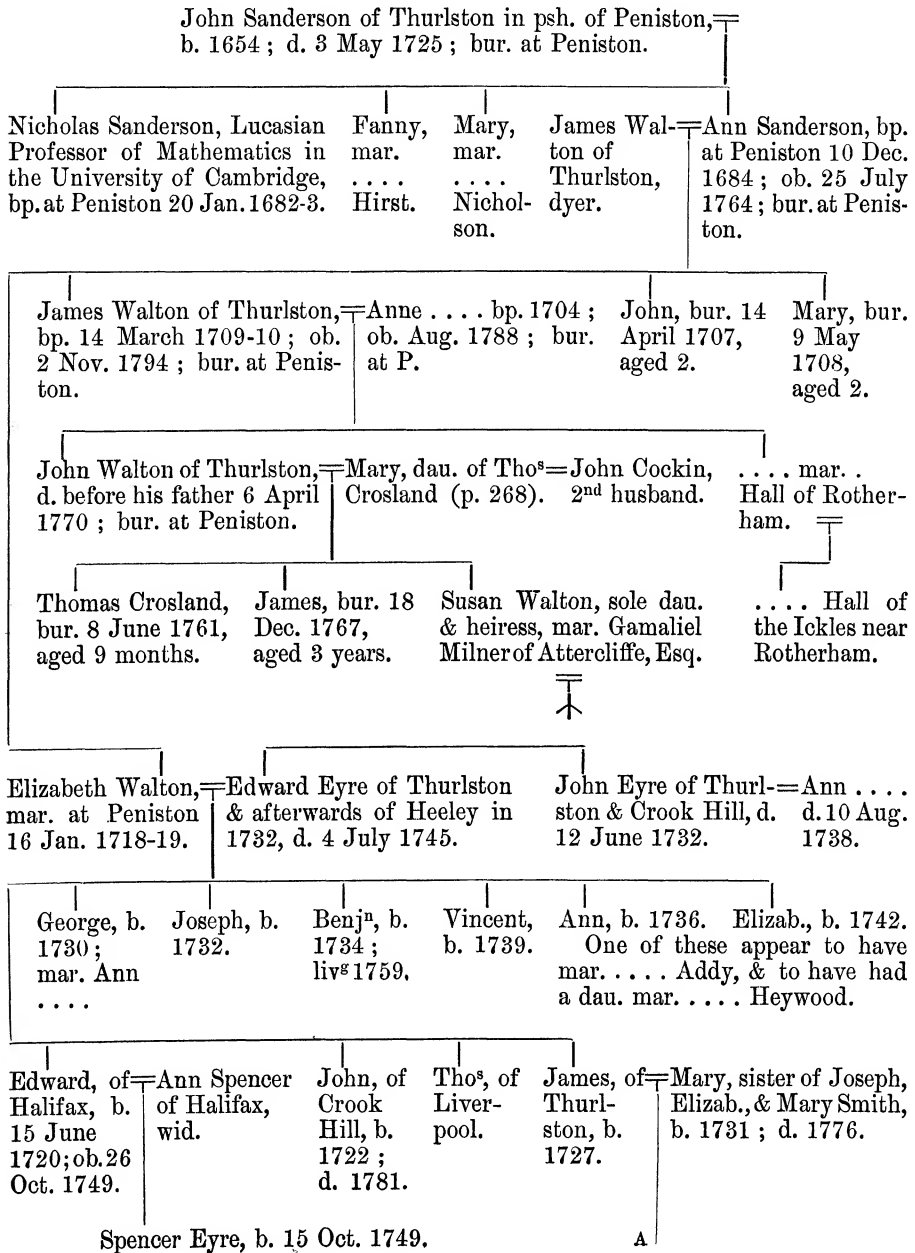 John Sanderson of Thurlston in psh. of Peniston,
b. 1654 ; d. 3 May 1725 ; bur. at Peniston.
Nicholas Sanderson, Lucasian
Professor of Mathematics in
the University of Cambridge,
bp. at Peniston 20 Jan. 1682-3.
Fanny,
mar.
. . . .
Hirst.
Mary,
mar.
. . . .
Nichol-
son.
James Wal-
ton of
Thurlston,
dyer.
Ann Sanderson, bp.
at Peniston 10 Dec.
1684 ; ob. 25 July
1764 ; bur. at Penis-
ton.
James Walton of Thurlston,
bp. 14 March 1709-10 ; ob.
2 Nov. 1794 ; bur. at Penis-
ton.
Anne . . . . bp. 1704 ;
ob. Aug. 1788 ; bur.
at P.
John, bur. 14
April 1707,
aged 2.
Mary, bur.
9 May
1708,
aged 2.
John Walton of Thurlston,
d. before his father 6 April
1770 ; bur. at Peniston.
Mary, dau. of Thoˢ
Crosland (p. 268).
=John Cockin,
2ⁿᵈ husband.
. . . . mar. .
Hall of Rother-
ham.
Thomas Crosland,
bur. 8 June 1761,
aged 9 months.
James, bur. 18
Dec. 1767,
aged 3 years.
Susan Walton, sole dau.
& heiress, mar. Gamaliel
Milner of Attercliffe, Esq.
. . . . Hall of
the Ickles near
Rotherham.
Elizabeth Walton,
mar. at Peniston
16 Jan. 1718-19.
Edward Eyre of Thurlston
& afterwards of Heeley in
1732, d. 4 July 1745.
John Eyre of Thurl-
ston & Crook Hill, d.
12 June 1732.
=Ann . . . .
d. 10 Aug.
1738.
George, b.
1730 ;
mar. Ann
. . . .
Joseph, b.
1732.
Benjⁿ, b.
1734 ;
livᵍ 1759.
Vincent,
b. 1739.
Ann, b. 1736. Elizab., b. 1742.
One of these appear to have
mar. . . . . Addy, & to have had
a dau. mar. . . . . Heywood.
Edward, of
Halifax, b.
15 June
1720; ob. 26
Oct. 1749.
Ann Spencer
of Halifax,
wid.
John, of
Crook
Hill, b.
1722 ;
d. 1781.
Thoˢ, of
Liver-
pool.
James, of
Thurl-
ston, b.
1727.
Mary, sister of Joseph,
Elizab., & Mary Smith,
b. 1731 ; d. 1776.
Spencer Eyre, b. 15 Oct. 1749.
A